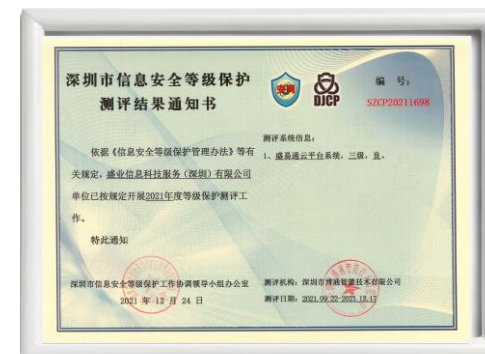 深圳市信息安全等级保护
测评结果通知书
依据《信息安全等级保护管理办法》等有
关规定，盛业信息科技服务（深圳）有限公司
单位已按规定开展2021年度等级保护测评工
作。
特此通知
深圳市信息安全等级保护工作协调领导小组办公室
2021 年 12 月 24 日
DJCP
编 号：
SZCP20211698
测评系统信息：
1、盛易通云平台系统，三级，良。
测评机构：深圳市博通智能技术有限公司
测评日期：2021.09.22-2021.12.17